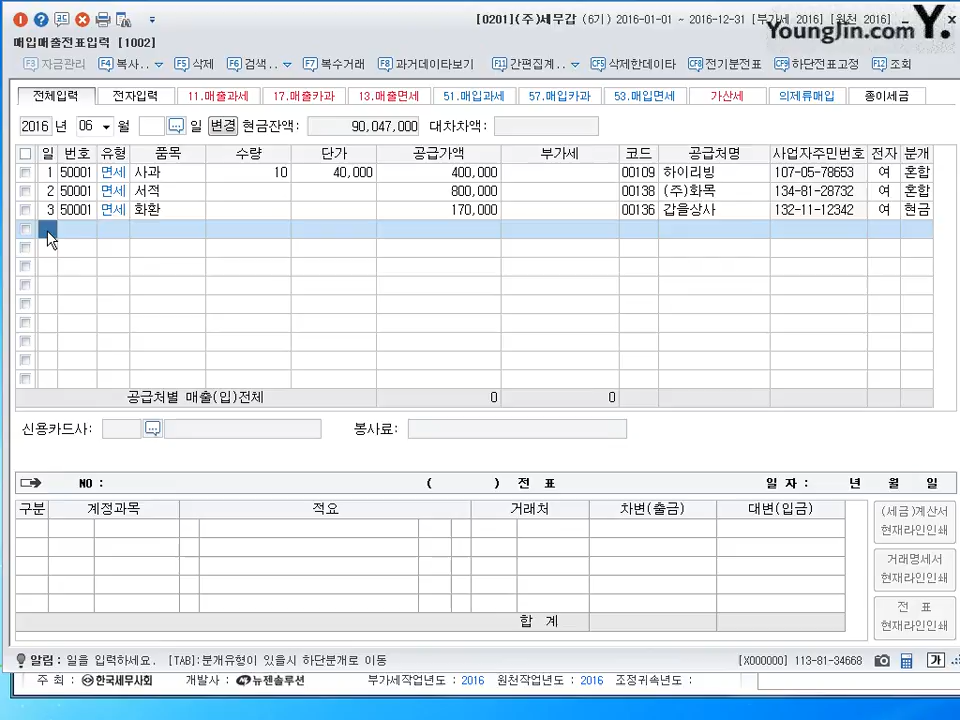 [0201](주)세무갑 (6기) 2016-01-01 ~ 2016-12-31 [부가세 2016] [원천 2016]
YoungJin.com Y.
매입매출전표입력 [1002]
F3 자금관리 F4 복사.. F5 삭제 F6 검색.. F7 복수거래 F8 과거데이타보기 F11 간편집계.. CF5 삭제한데이타 CF8 전기분전표 CF9 하단전표고정 F12 조회
전체입력 전자입력 11.매출과세 17.매출카과 13.매출면세 51.매입과세 57.매입카과 53.매입면세 가산세 의제류매입 종이세금
2016 년 06 월 일 변경 현금잔액: 90,047,000 대차차액:
일 번호 유형 품목 수량 단가 공급가액 부가세 코드 공급처명 사업자주민번호 전자 분개
1 50001 면세 사과 10 40,000 400,000 00109 하이리빙 107-05-78653 여 혼합
2 50001 면세 서적 800,000 00138 (주)화목 134-81-28732 여 혼합
3 50001 면세 화환 170,000 00136 갑을상사 132-11-12342 여 현금
공급처별 매출(입)전체 0 0
신용카드사: 봉사료:
NO : ( ) 전 표 일 자 : 년 월 일
구분 계정과목 적요 거래처 차변(출금) 대변(입금)
(세금)계산서
현재라인인쇄
거래명세서
현재라인인쇄
전 표
현재라인인쇄
합 계
알림 : 일을 입력하세요. [TAB]:분개유형이 있을시 하단분개로 이동 [X000000] 113-81-34668 가
주 최 : 한국세무사회 개발사 : 뉴젠솔루션 부가세작업년도 : 2016 원천작업년도 : 2016 조정귀속년도 :